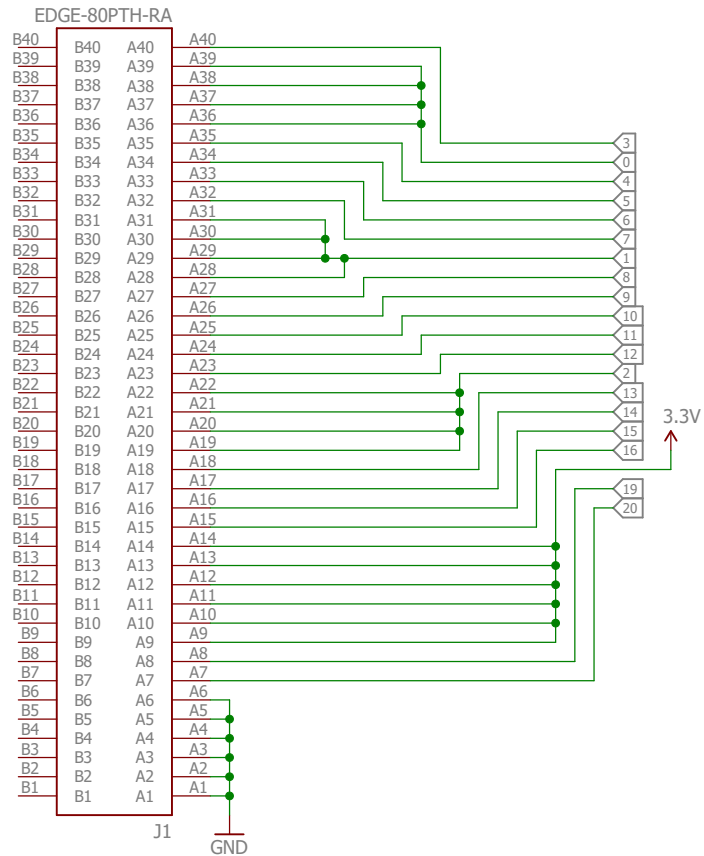 EDGE-80PTH-RA
B40 B40 A40 A40
B39 B39 A39 A39
B38 B38 A38 A38
B37 B37 A37 A37
B36 B36 A36 A36
B35 B35 A35 A35 3
B34 B34 A34 A34 0
B33 B33 A33 A33 4
B32 B32 A32 A32 5
B31 B31 A31 A31 6
B30 B30 A30 A30 7
B29 B29 A29 A29 1
B28 B28 A28 A28 8
B27 B27 A27 A27 9
B26 B26 A26 A26 10
B25 B25 A25 A25 11
B24 B24 A24 A24 12
B23 B23 A23 A23 2
B22 B22 A22 A22 13
B21 B21 A21 A21 14 3.3V
B20 B20 A20 A20 15
B19 B19 A19 A19 16
B18 B18 A18 A18
B17 B17 A17 A17 19
B16 B16 A16 A16 20
B15 B15 A15 A15
B14 B14 A14 A14
B13 B13 A13 A13
B12 B12 A12 A12
B11 B11 A11 A11
B10 B10 A10 A10
B9 B9 A9 A9
B8 B8 A8 A8
B7 B7 A7 A7
B6 B6 A6 A6
B5 B5 A5 A5
B4 B4 A4 A4
B3 B3 A3 A3
B2 B2 A2 A2
B1 B1 A1 A1
J1
GND